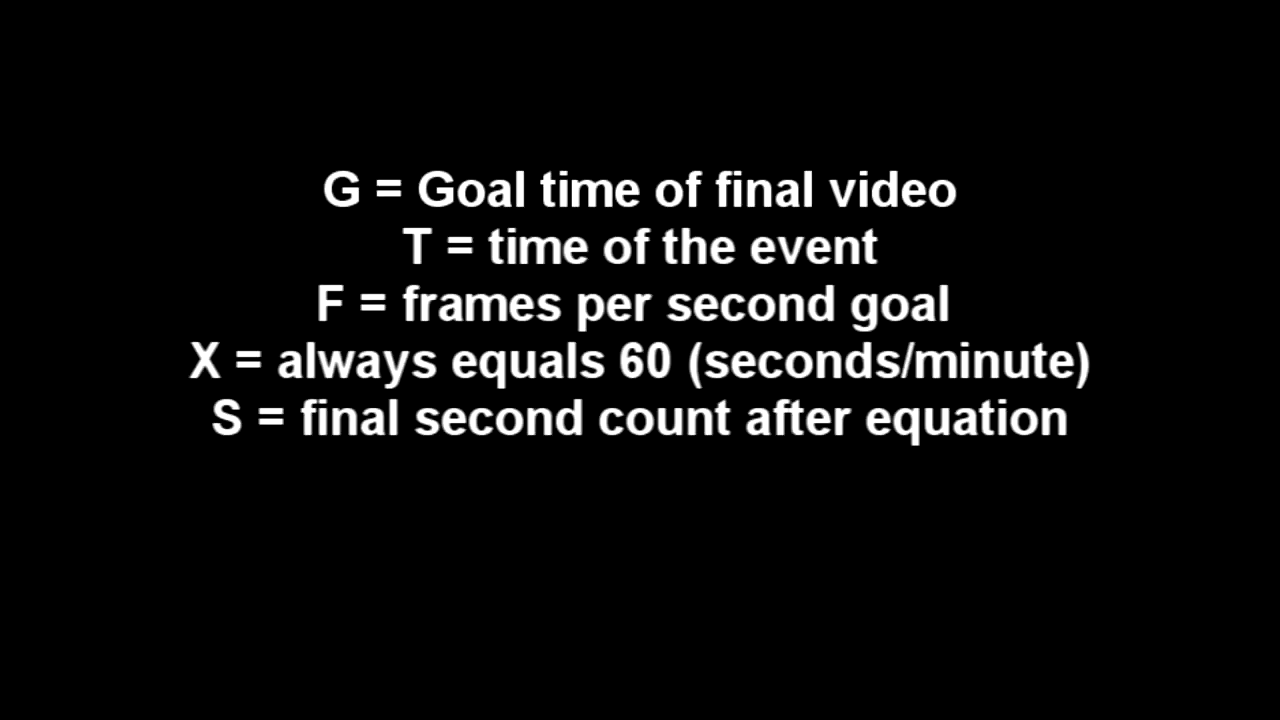 G = Goal time of final video
T = time of the event
F = frames per second goal
X = always equals 60 (seconds/minute)
S = final second count after equation